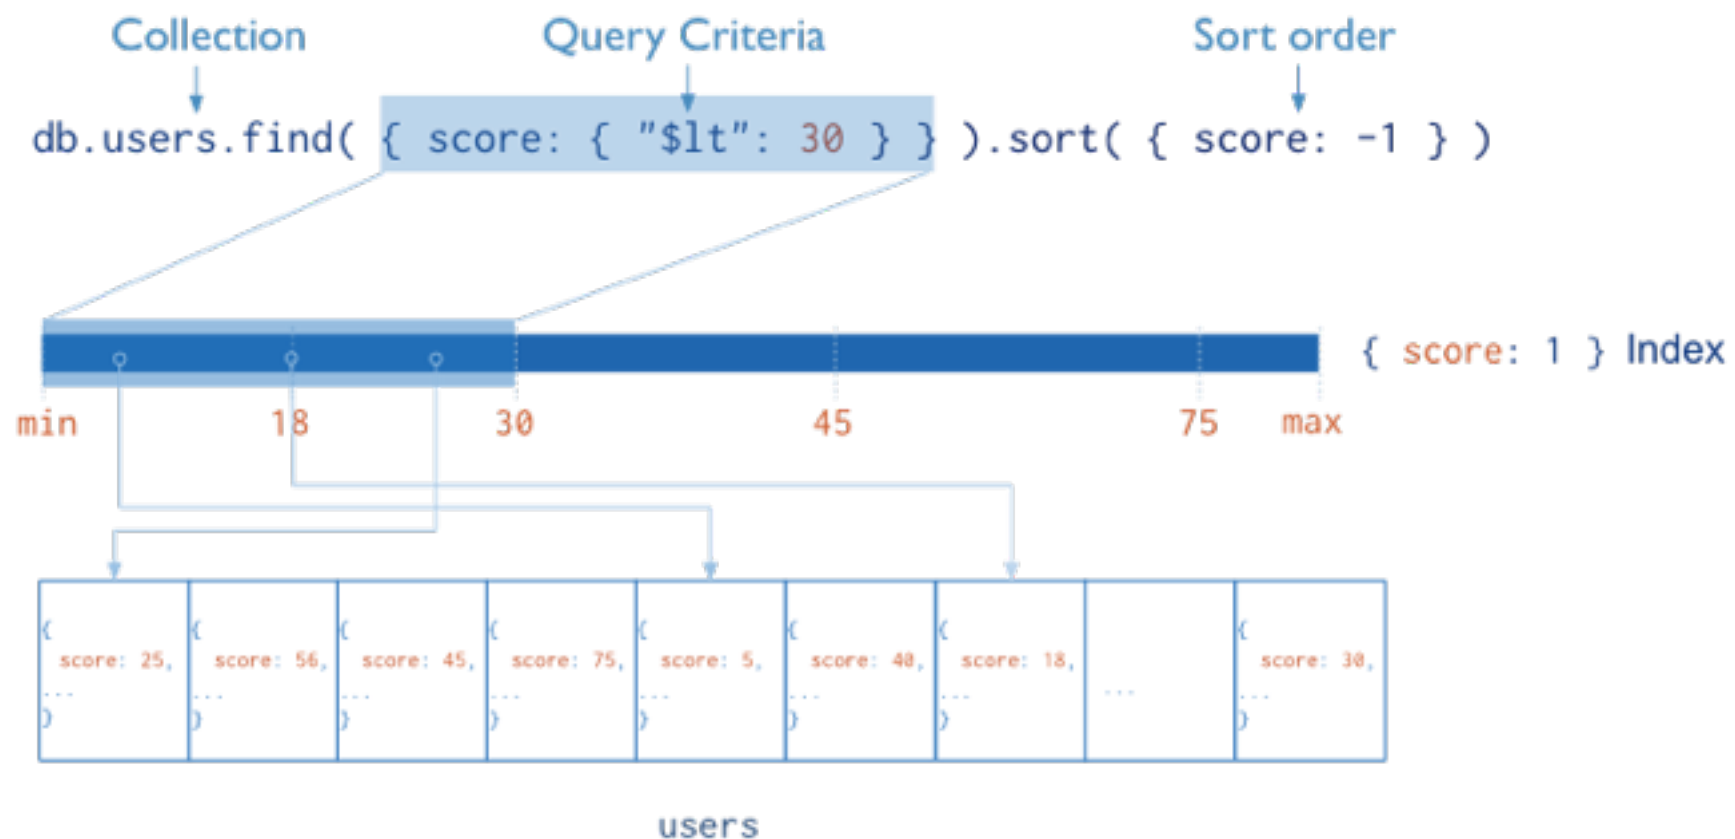 Collection Query Criteria Sort order
db.users.find( { score: { "$lt": 30 } } ).sort( { score: -1 } )
{ score: 1 } Index
min 18 30 45 75 max
{ { { { { { { {
score: 25, score: 56, score: 45, score: 75, score: 5, score: 40, score: 18, score: 30,
... ... ... ... ... ... ... ... ...
} } } } } } } }
users